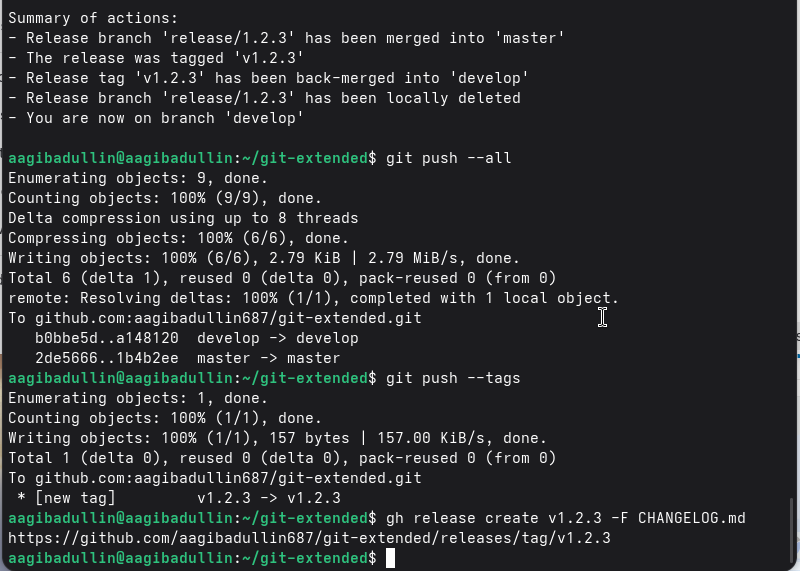 Summary of actions:
- Release branch 'release/1.2.3' has been merged into 'master'
- The release was tagged 'v1.2.3'
- Release tag 'v1.2.3' has been back-merged into 'develop'
- Release branch 'release/1.2.3' has been locally deleted
- You are now on branch 'develop'
aagibadullin@aagibadullin:~/git-extended$ git push --all
Enumerating objects: 9, done.
Counting objects: 100% (9/9), done.
Delta compression using up to 8 threads
Compressing objects: 100% (6/6), done.
Writing objects: 100% (6/6), 2.79 KiB | 2.79 MiB/s, done.
Total 6 (delta 1), reused 0 (delta 0), pack-reused 0 (from 0)
remote: Resolving deltas: 100% (1/1), completed with 1 local object.
To github.com:aagibadullin687/git-extended.git
   b0bbe5d..a148120  develop -> develop
   2de5666..1b4b2ee  master -> master
aagibadullin@aagibadullin:~/git-extended$ git push --tags
Enumerating objects: 1, done.
Counting objects: 100% (1/1), done.
Writing objects: 100% (1/1), 157 bytes | 157.00 KiB/s, done.
Total 1 (delta 0), reused 0 (delta 0), pack-reused 0 (from 0)
To github.com:aagibadullin687/git-extended.git
 * [new tag]         v1.2.3 -> v1.2.3
aagibadullin@aagibadullin:~/git-extended$ gh release create v1.2.3 -F CHANGELOG.md
https://github.com/aagibadullin687/git-extended/releases/tag/v1.2.3
aagibadullin@aagibadullin:~/git-extended$